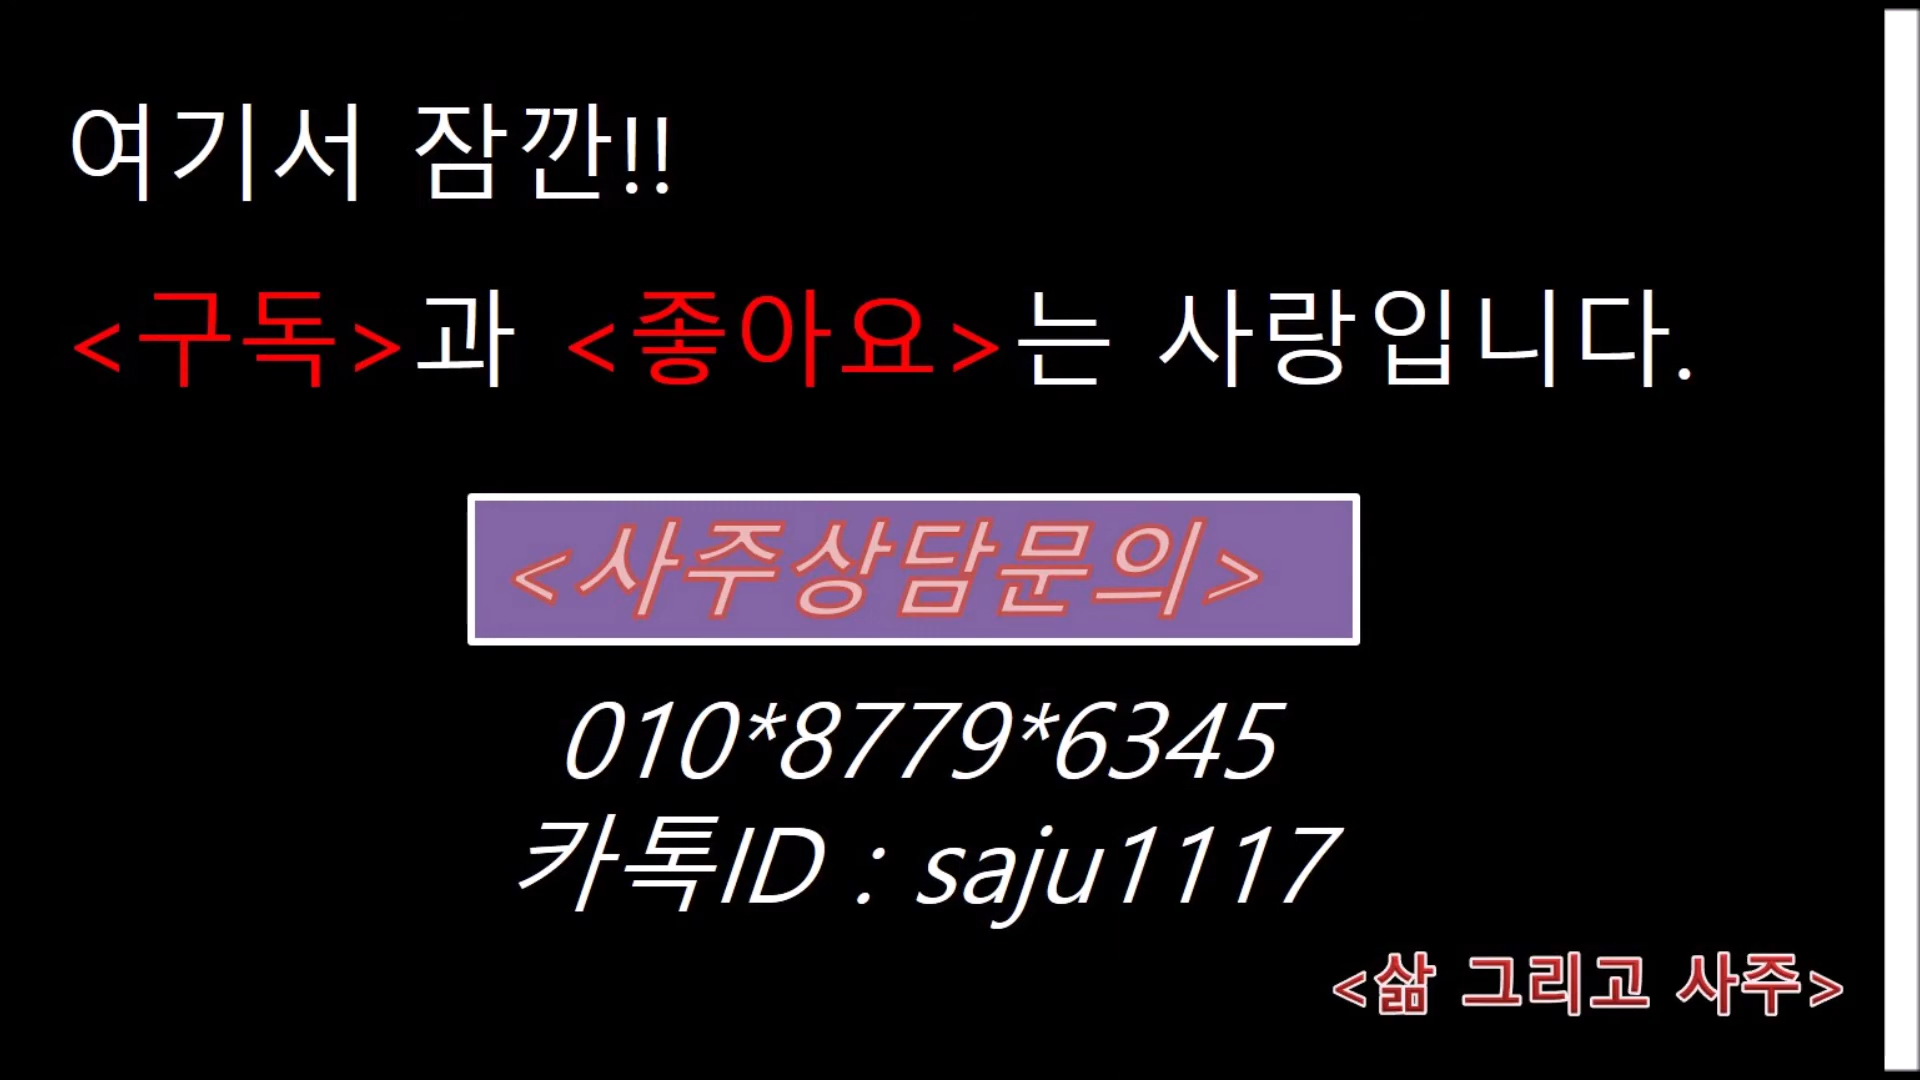 여기서 잠깐!!
<구독>과 <좋아요>는 사랑입니다.
<사주상담문의>
010*8779*6345
카톡ID : saju1117
<삶 그리고 사주>